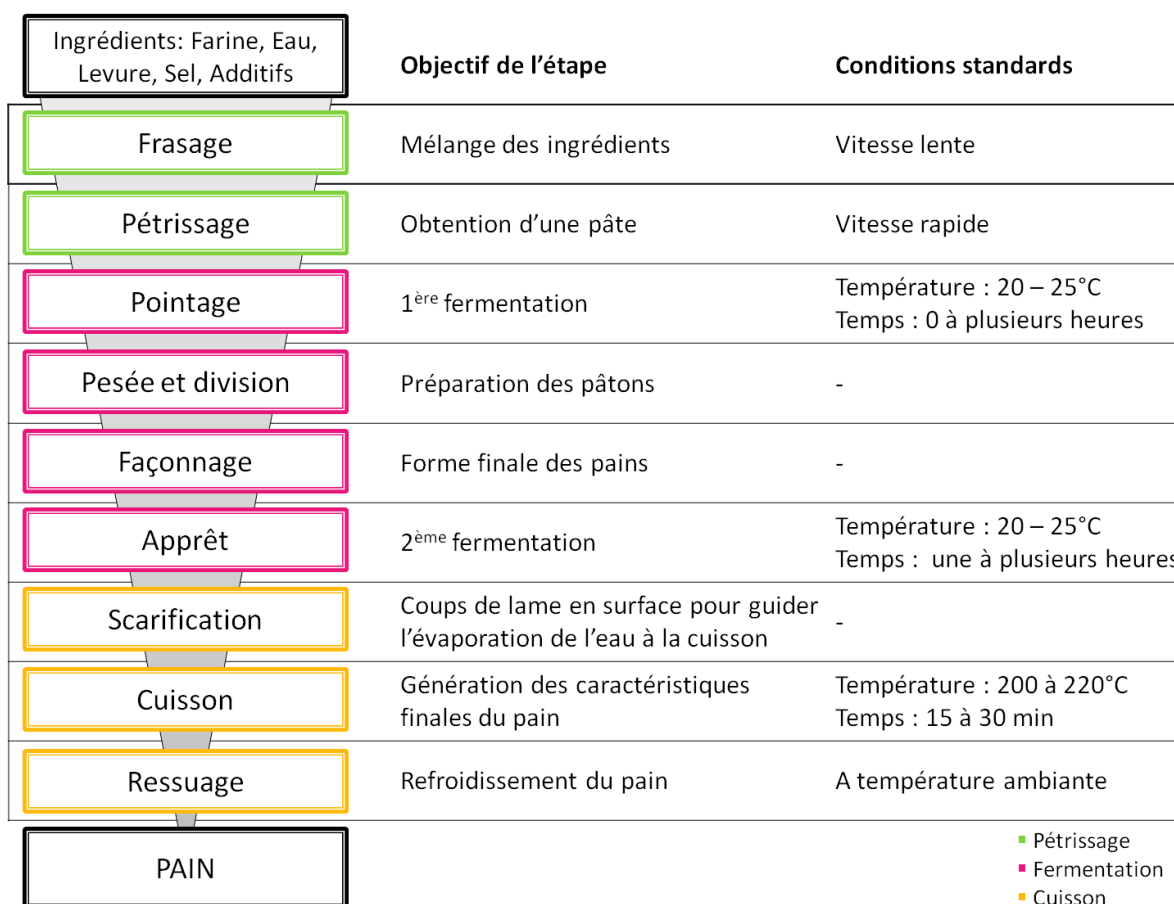 Ingrédients: Farine, Eau,
Levure, Sel, Additifs
Objectif de l'étape
Conditions standards
Frasage
Mélange des ingrédients
Vitesse lente
Pétrissage
Obtention d'une pâte
Vitesse rapide
Pointage
1ère fermentation
Température : 20 – 25°C
Temps : 0 à plusieurs heures
Pesée et division
Préparation des pâtons
-
Façonnage
Forme finale des pains
-
Apprêt
2ème fermentation
Température : 20 – 25°C
Temps : une à plusieurs heures
Scarification
Coups de lame en surface pour guider
l'évaporation de l'eau à la cuisson
-
Cuisson
Génération des caractéristiques
finales du pain
Température : 200 à 220°C
Temps : 15 à 30 min
Ressuage
Refroidissement du pain
A température ambiante
PAIN
Pétrissage
Fermentation
Cuisson